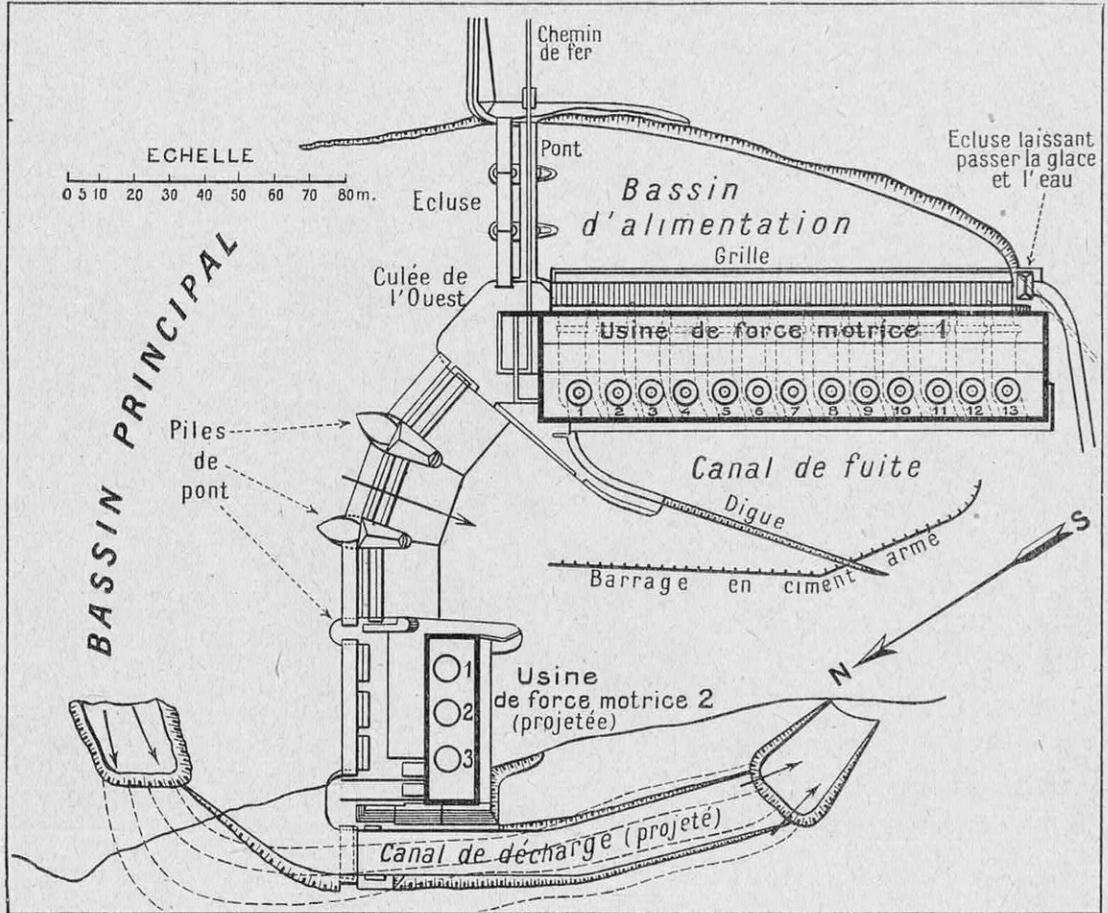 Chemin
de fer
ECHELLE
0 5 10 20 30 40 50 60 70 80 m.
Pont
Ecluse
Ecluse laissant
passer la glace
et l'eau
Bassin
d'alimentation
Grille
Culée de
l'Ouest
BASSIN PRINCIPAL
Usine de force motrice 1
1 2 3 4 5 6 7 8 9 10 11 12 13
Piles
de
pont
Canal de fuite
Digue
Barrage en ciment armé
S
N
1
2
3
Usine
de force motrice 2
(projetée)
Canal de décharge (projeté)